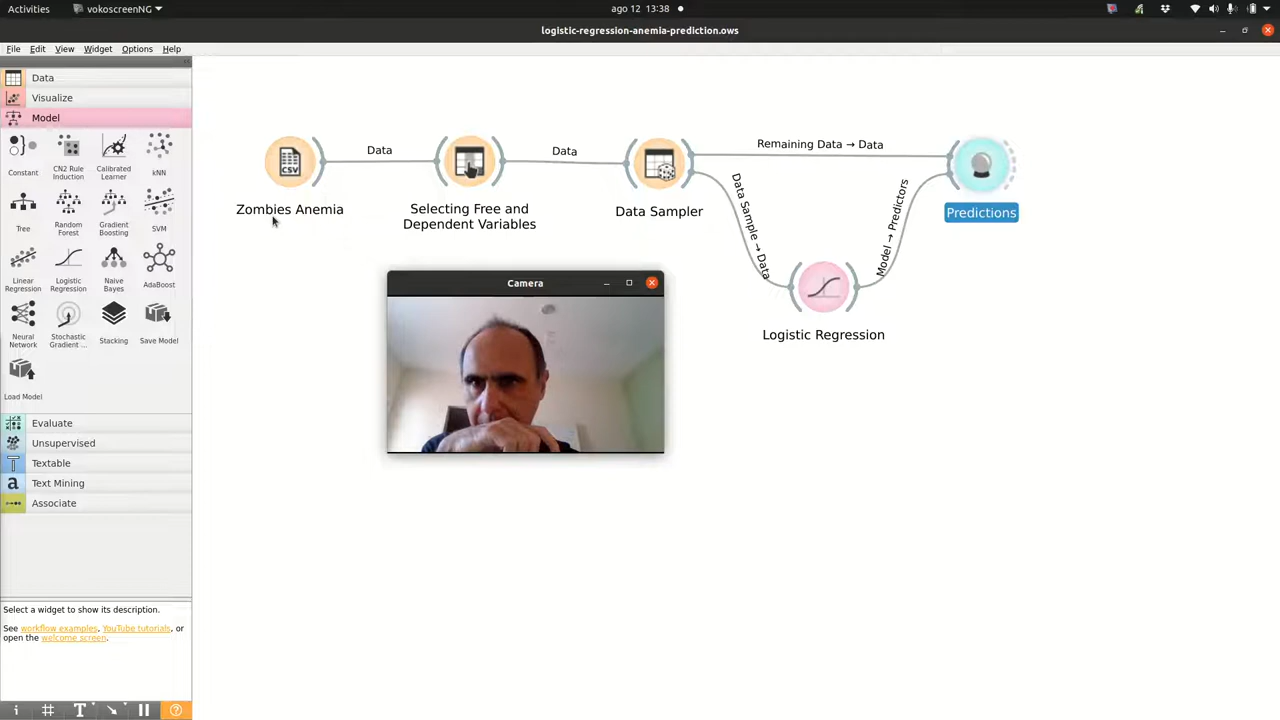 Activities
vokoscreenNG
ago 12 13:38
logistic-regression-anemia-prediction.ows
File Edit View Widget Options Help
Data
Visualize
Model
Constant
CN2 Rule
Induction
Calibrated
Learner
kNN
Tree
Random
Forest
Gradient
Boosting
SVM
Linear
Regression
Logistic
Regression
Naive
Bayes
AdaBoost
Neural
Network
Stochastic
Gradient ...
Stacking
Save Model
Load Model
Evaluate
Unsupervised
Textable
Text Mining
Associate
Select a widget to show its description.
See workflow examples, YouTube tutorials, or
open the welcome screen.
CSV
Zombies Anemia
Data
Selecting Free and
Dependent Variables
Data
Data Sampler
Remaining Data → Data
Data Sample → Data
Model → Predictors
Predictions
Logistic Regression
Camera